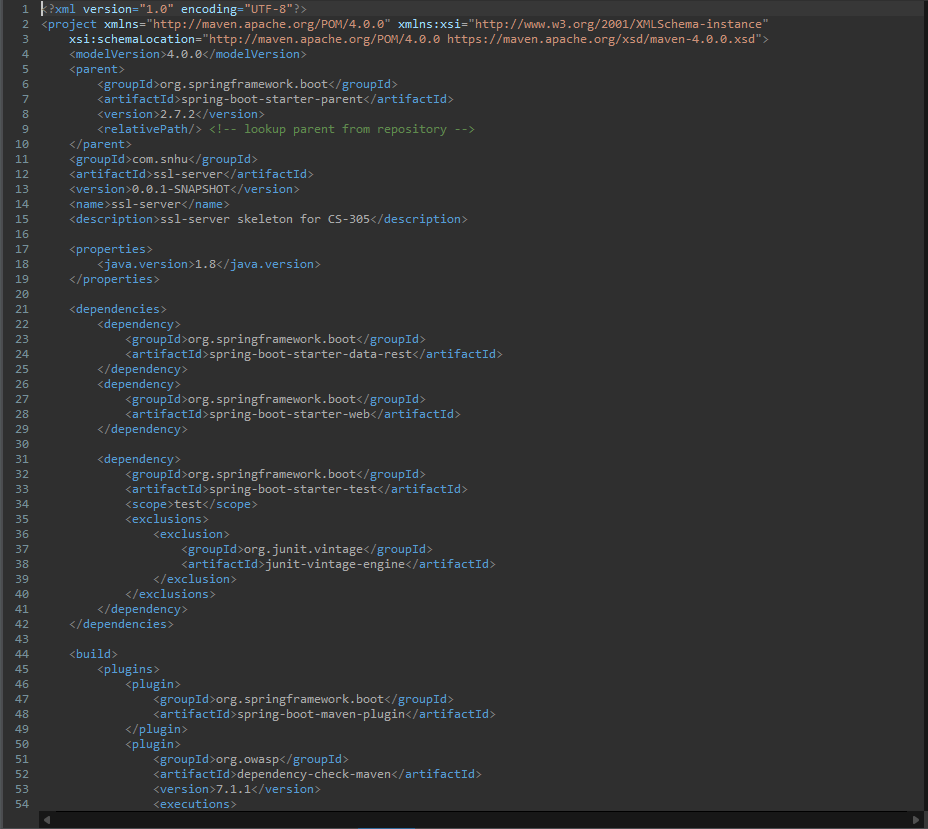 1 <?xml version="1.0" encoding="UTF-8"?>
2 <project xmlns="http://maven.apache.org/POM/4.0.0" xmlns:xsi="http://www.w3.org/2001/XMLSchema-instance"
3     xsi:schemaLocation="http://maven.apache.org/POM/4.0.0 https://maven.apache.org/xsd/maven-4.0.0.xsd">
4     <modelVersion>4.0.0</modelVersion>
5     <parent>
6         <groupId>org.springframework.boot</groupId>
7         <artifactId>spring-boot-starter-parent</artifactId>
8         <version>2.7.2</version>
9         <relativePath/> <!-- lookup parent from repository -->
10     </parent>
11     <groupId>com.snhu</groupId>
12     <artifactId>ssl-server</artifactId>
13     <version>0.0.1-SNAPSHOT</version>
14     <name>ssl-server</name>
15     <description>ssl-server skeleton for CS-305</description>
16
17     <properties>
18         <java.version>1.8</java.version>
19     </properties>
20
21     <dependencies>
22         <dependency>
23             <groupId>org.springframework.boot</groupId>
24             <artifactId>spring-boot-starter-data-rest</artifactId>
25         </dependency>
26         <dependency>
27             <groupId>org.springframework.boot</groupId>
28             <artifactId>spring-boot-starter-web</artifactId>
29         </dependency>
30
31         <dependency>
32             <groupId>org.springframework.boot</groupId>
33             <artifactId>spring-boot-starter-test</artifactId>
34             <scope>test</scope>
35             <exclusions>
36                 <exclusion>
37                     <groupId>org.junit.vintage</groupId>
38                     <artifactId>junit-vintage-engine</artifactId>
39                 </exclusion>
40             </exclusions>
41         </dependency>
42     </dependencies>
43
44     <build>
45         <plugins>
46             <plugin>
47                 <groupId>org.springframework.boot</groupId>
48                 <artifactId>spring-boot-maven-plugin</artifactId>
49             </plugin>
50             <plugin>
51                 <groupId>org.owasp</groupId>
52                 <artifactId>dependency-check-maven</artifactId>
53                 <version>7.1.1</version>
54                 <executions>